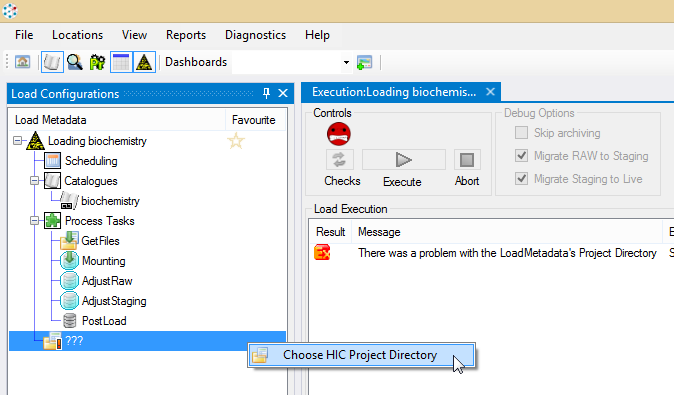 File Locations View Reports Diagnostics Help
Dashboards
Load Configurations
Execution:Loading biochemis...
Load Metadata Favourite
Loading biochemistry
Scheduling
Catalogues
biochemistry
Process Tasks
GetFiles
Mounting
AdjustRaw
AdjustStaging
PostLoad
???
Choose HIC Project Directory
Controls
Checks Execute Abort
Debug Options
Skip archiving
Migrate RAW to Staging
Migrate Staging to Live
Load Execution
Result Message E
There was a problem with the LoadMetadata's Project Directory S